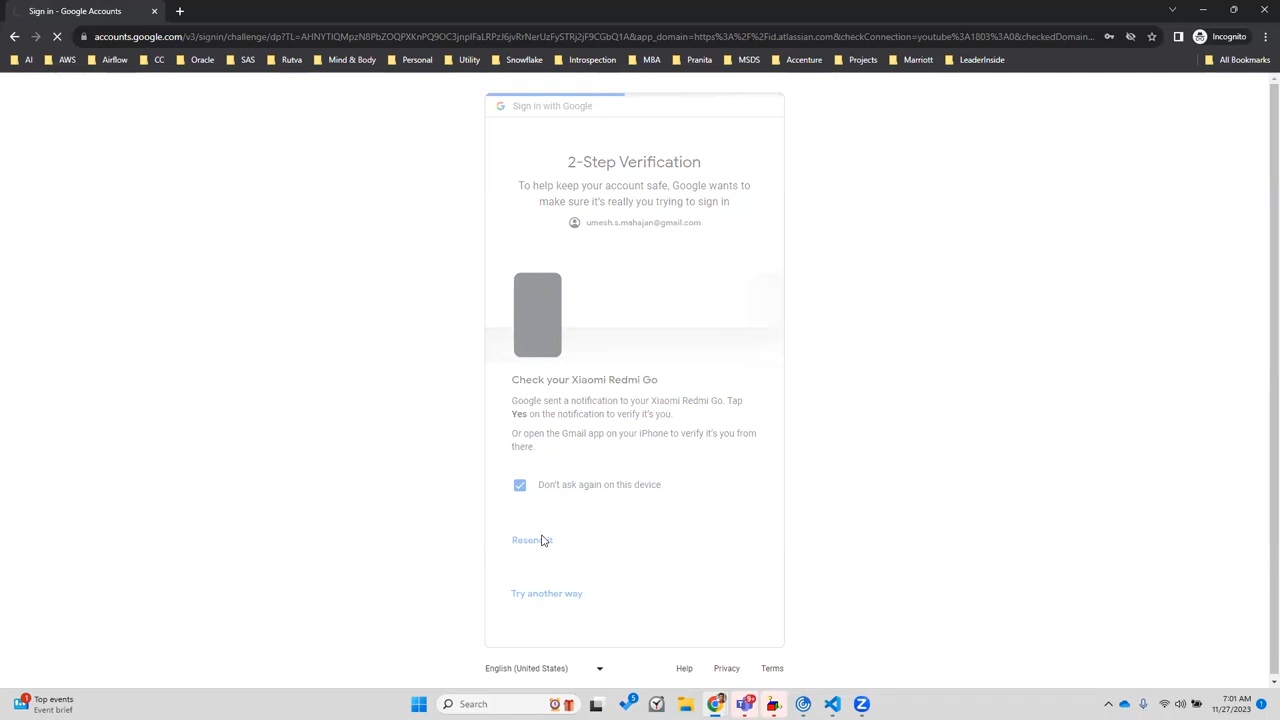 Sign in - Google Accounts
accounts.google.com/v3/signin/challenge/dp?TL=AHNYTIQMpzN8PbZOQPXKnPQ9OC3jnpIFaLRPzJ6jvRrNerUzFySTRj2jF9CGbQ1A&app_domain=https%3A%2F%2Fid.atlassian.com&checkConnection=youtube%3A1803%3A0&checkedDomain... Incognito
AI AWS Airflow CC Oracle SAS Rutva Mind & Body Personal Utility Snowflake Introspection MBA Pranita MSDS Accenture Projects Marriott LeaderInside All Bookmarks
Sign in with Google
2-Step Verification
To help keep your account safe, Google wants to
make sure it's really you trying to sign in
umesh.s.mahajan@gmail.com
Check your Xiaomi Redmi Go
Google sent a notification to your Xiaomi Redmi Go. Tap
Yes on the notification to verify it's you.
Or open the Gmail app on your iPhone to verify it's you from
there.
Don't ask again on this device
Resend it
Try another way
English (United States) Help Privacy Terms
1 Top events
Event brief
Search
5
9+
7:01 AM
11/27/2023
1